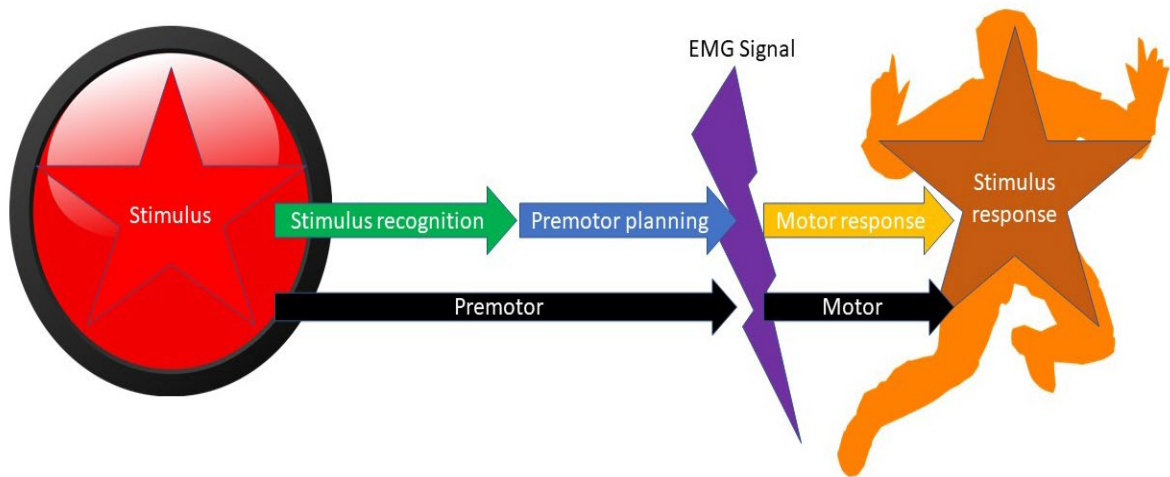 EMG Signal
Stimulus
Stimulus recognition
Premotor planning
Motor response
Stimulus
response
Premotor
Motor